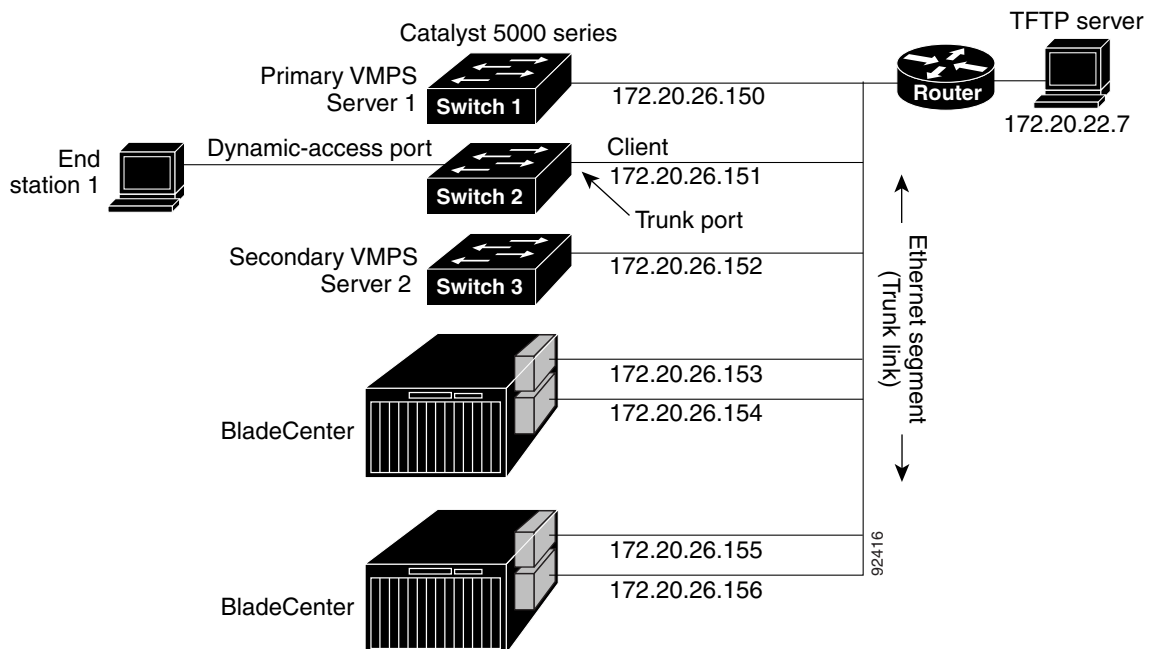 Catalyst 5000 series
TFTP server
Primary VMPS
Server 1
Switch 1
172.20.26.150
Router
172.20.22.7
End
station 1
Dynamic-access port
Switch 2
Client
172.20.26.151
Trunk port
Secondary VMPS
Server 2
Switch 3
172.20.26.152
Ethernet segment
(Trunk link)
BladeCenter
172.20.26.153
172.20.26.154
BladeCenter
172.20.26.155
172.20.26.156
92416